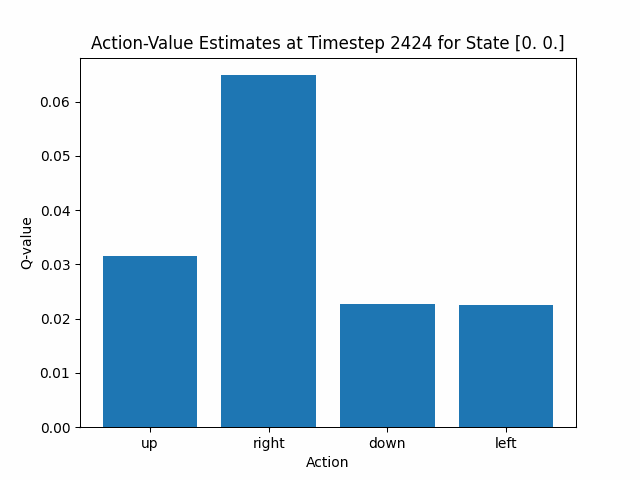 Action-Value Estimates at Timestep 2424 for State [0. 0.]
0.06
0.05
0.04
0.03
0.02
0.01
0.00
Q-value
up right down left
Action